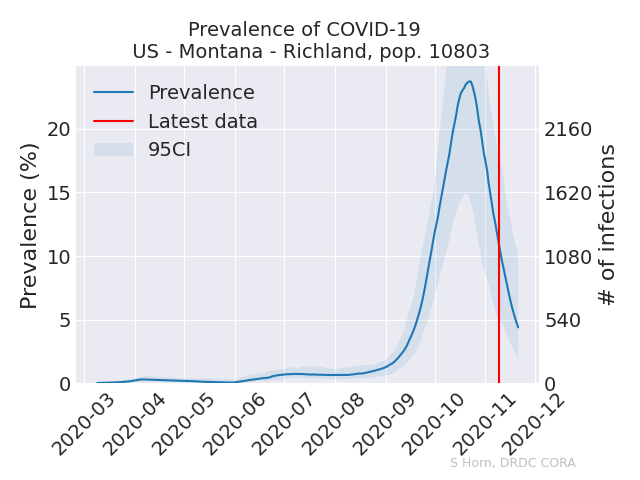 Prevalence of COVID-19
US - Montana - Richland, pop. 10803
Prevalence
Latest data
95CI
Prevalence (%)
20
15
10
5
0
2160
1620
1080
540
0
# of infections
2020-03
2020-04
2020-05
2020-06
2020-07
2020-08
2020-09
2020-10
2020-11
2020-12
S Horn, DRDC CORA